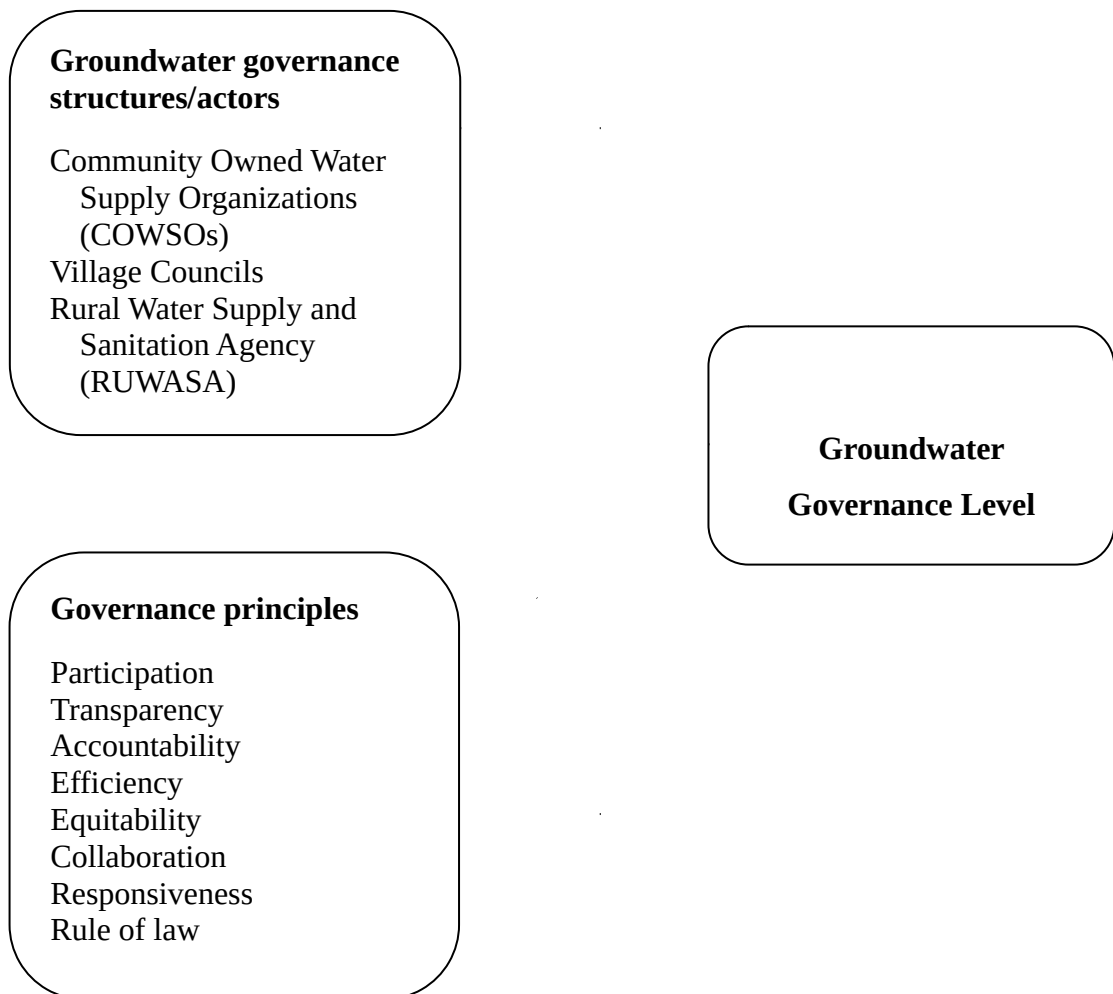 Groundwater governance
structures/actors
Community Owned Water
Supply Organizations
(COWSOs)
Village Councils
Rural Water Supply and
Sanitation Agency
(RUWASA)
Groundwater
Governance Level
Governance principles
Participation
Transparency
Accountability
Efficiency
Equitability
Collaboration
Responsiveness
Rule of law